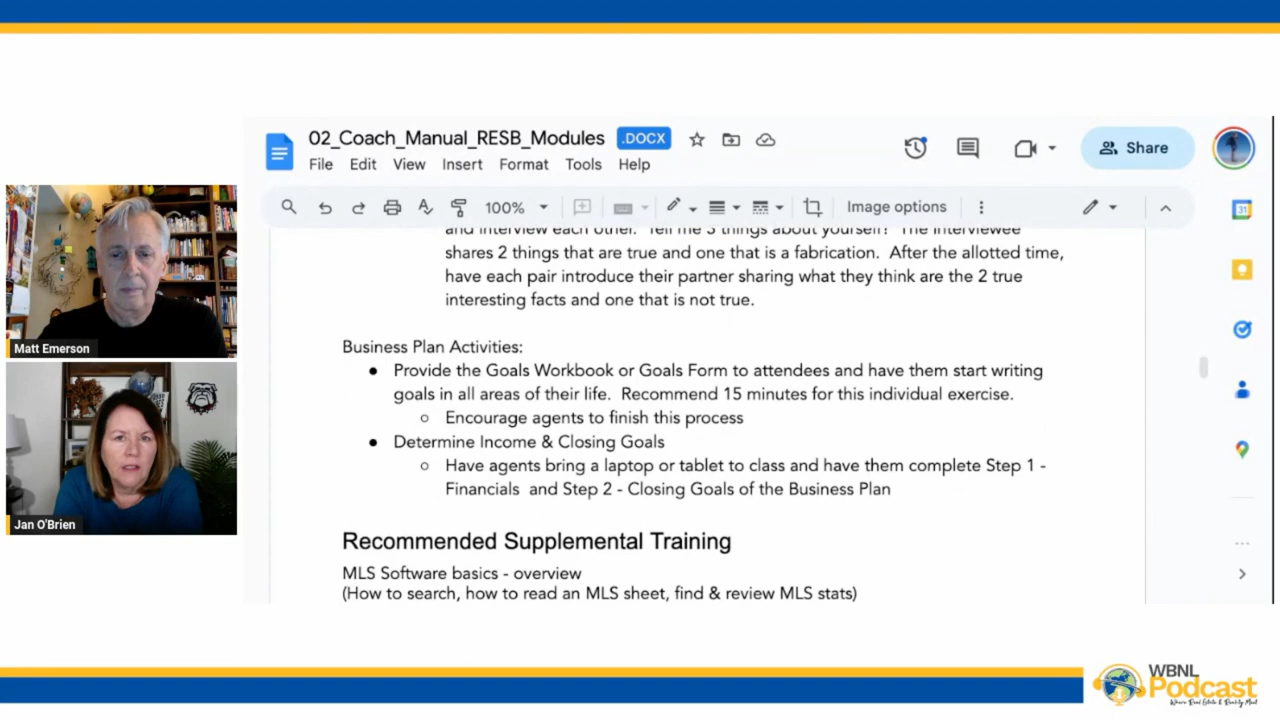 02_Coach_Manual_RESB_Modules .DOCX
File Edit View Insert Format Tools Help
Share
100%
Image options
and interview each other. Tell me 3 things about yourself? The interviewee
shares 2 things that are true and one that is a fabrication. After the allotted time,
have each pair introduce their partner sharing what they think are the 2 true
interesting facts and one that is not true.
Business Plan Activities:
● Provide the Goals Workbook or Goals Form to attendees and have them start writing
goals in all areas of their life. Recommend 15 minutes for this individual exercise.
○ Encourage agents to finish this process
● Determine Income & Closing Goals
○ Have agents bring a laptop or tablet to class and have them complete Step 1 -
Financials and Step 2 - Closing Goals of the Business Plan
Recommended Supplemental Training
MLS Software basics - overview
(How to search, how to read an MLS sheet, find & review MLS stats)
Matt Emerson
Jan O'Brien
31
WBNL
Podcast
Where Real Estate & Reality Meet